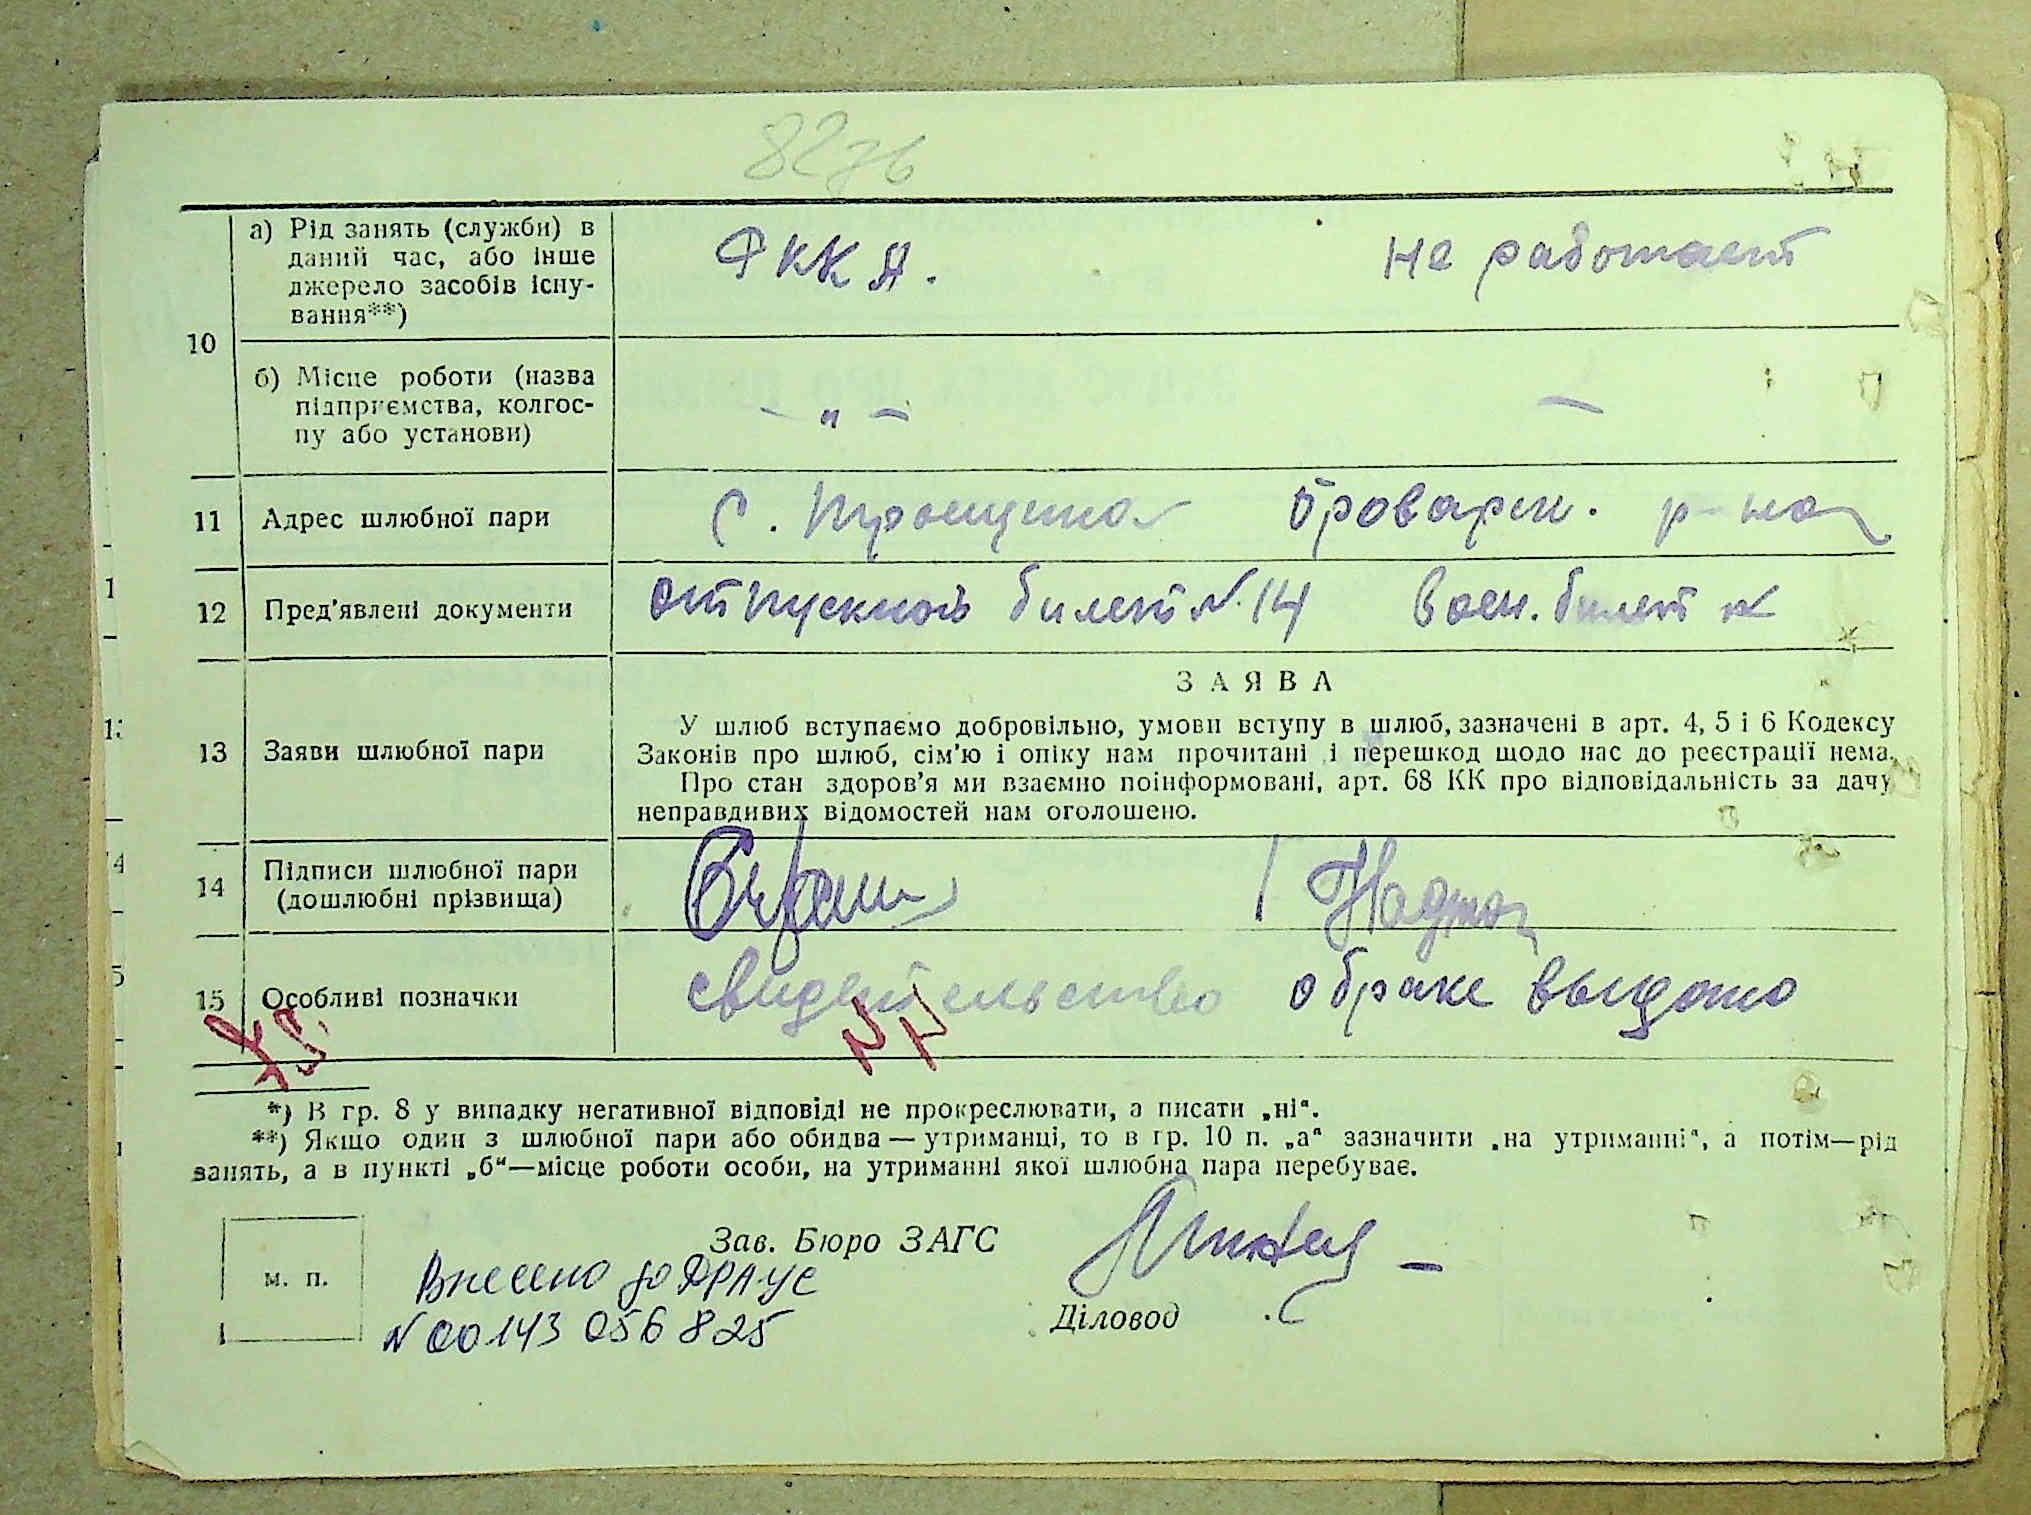 8276
10
а) Рід занять (служби) в
даний час, або інше
джерело засобів існу-
вання**)
РККА.
не работает
б) Місце роботи (назва
підприємства, колгос-
пу або установи)
- " -
—
11
Адрес шлюбної пари
с. Троещина Броварск. р-на
12
Пред'явлені документи
отпускной билет №. 14
воен. билет
13
Заяви шлюбної пари
ЗАЯВА
У шлюб вступаємо добровільно, умови вступу в шлюб, зазначені в арт. 4, 5 і 6 Кодексу
Законів про шлюб, сім'ю і опіку нам прочитані і перешкод щодо нас до реєстрації нема.
Про стан здоров'я ми взаємно поінформовані, арт. 68 КК про відповідальність за дачу
неправдивих відомостей нам оголошено.
14
Підписи шлюбної пари
(дошлюбні прізвища)
15
Особливі позначки
свидетельство о браке выдано
*) В гр. 8 у випадку негативної відповіді не прокреслювати, а писати „ні“.
**) Якщо один з шлюбної пари або обидва — утриманці, то в гр. 10 п. „а“ зазначити „на утриманні“, а потім—рід
занять, а в пункті „б“—місце роботи особи, на утриманні якої шлюбна пара перебуває.
м. п.
Зав. Бюро ЗАГС
Внесено до ДРАЦС
N 00143 056 825
Діловод